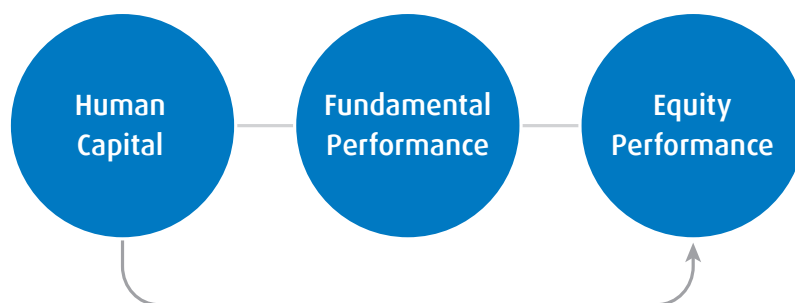 Human
Capital
Fundamental
Performance
Equity
Performance